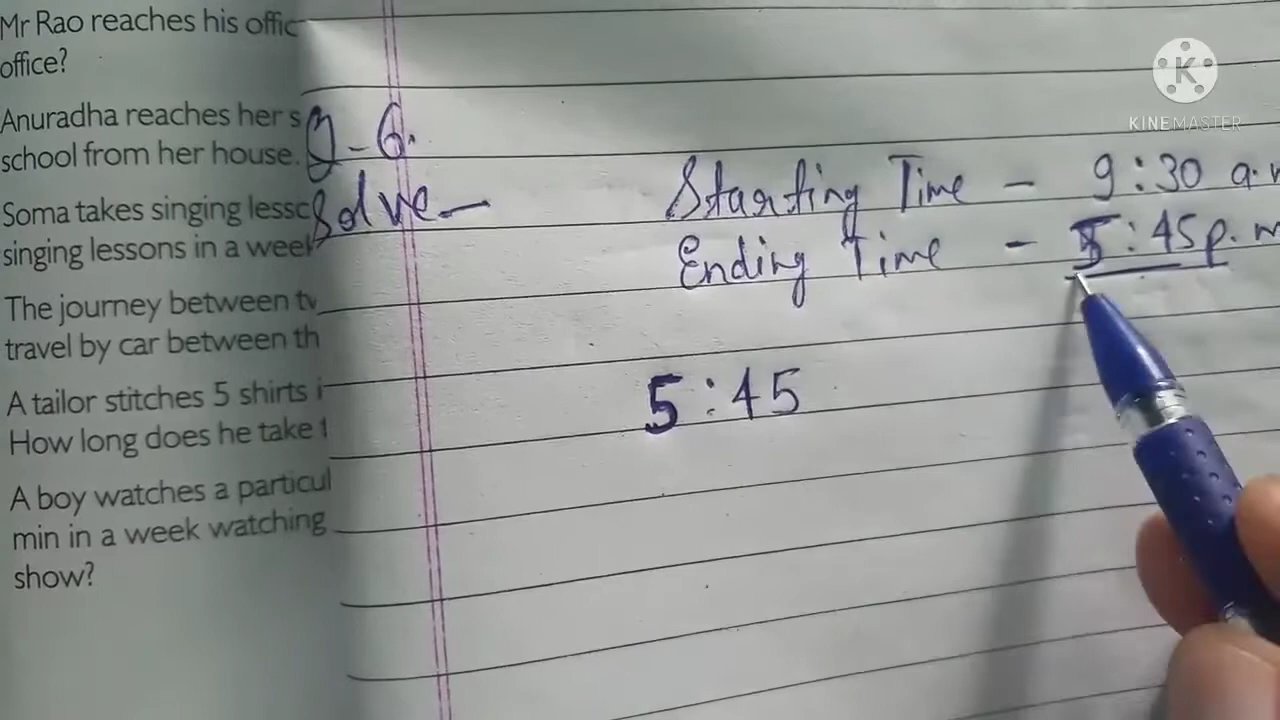 Mr Rao reaches his offic
office?
Anuradha reaches her s
school from her house.
Soma takes singing lesso
singing lessons in a week
The journey between tw
travel by car between th
A tailor stitches 5 shirts i
How long does he take t
A boy watches a particul
min in a week watching
show?
Q-6.
Solve-
Starting Time - 9:30 a.m
Ending Time - 5:45 p.m
5:45
KINEMASTER